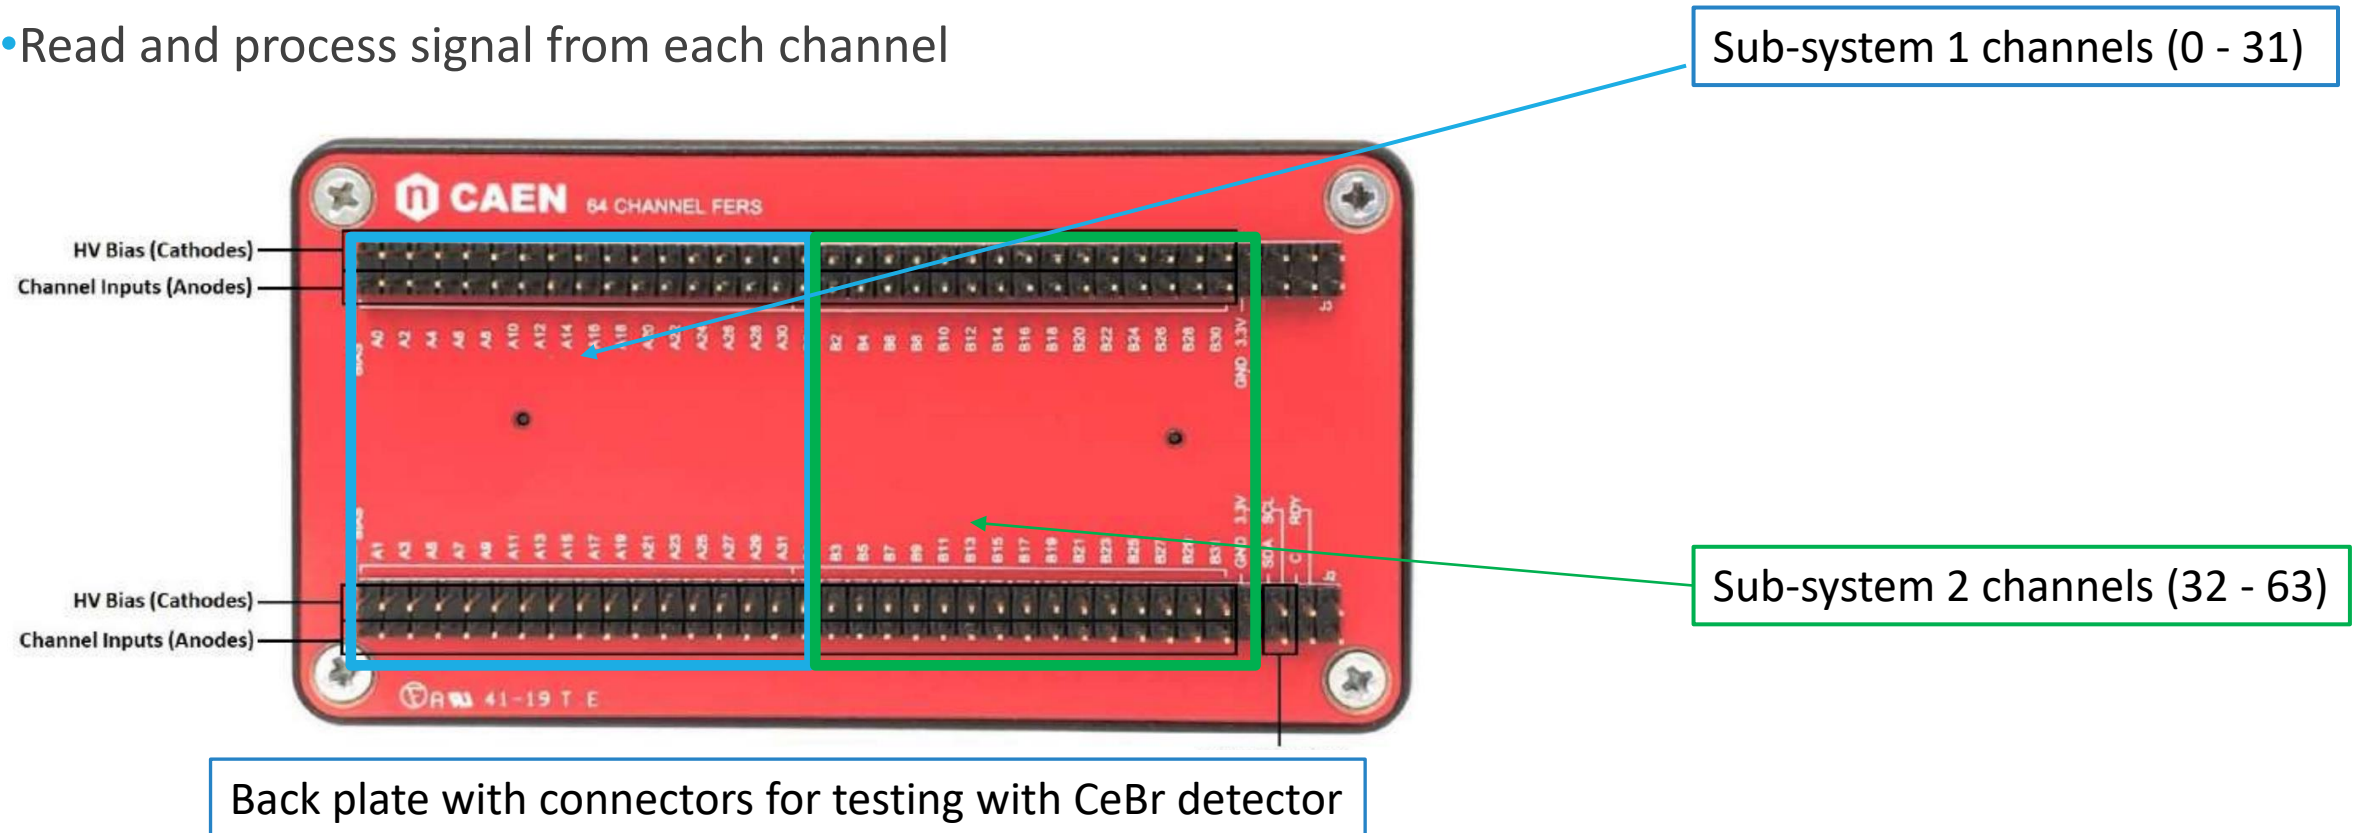 •Read and process signal from each channel
Sub-system 1 channels (0 - 31)
n CAEN 64 CHANNEL FERS
HV Bias (Cathodes)
Channel Inputs (Anodes)
J3
BIAS A0 A2 A4 A6 A8 A10 A12 A14 A16 A18 A20 A22 A24 A26 A28 A30 B2 B4 B6 B8 B10 B12 B14 B16 B18 B20 B22 B24 B26 B28 B30 GND 3.3V
BIAS A1 A3 A5 A7 A9 A11 A13 A15 A17 A19 A21 A23 A25 A27 A29 A31 B3 B5 B7 B9 B11 B13 B15 B17 B19 B21 B23 B25 B27 B29 B31 GND 3.3V SDA SCL RDY
J2
HV Bias (Cathodes)
Channel Inputs (Anodes)
Sub-system 2 channels (32 - 63)
41-19 T E
Back plate with connectors for testing with CeBr detector